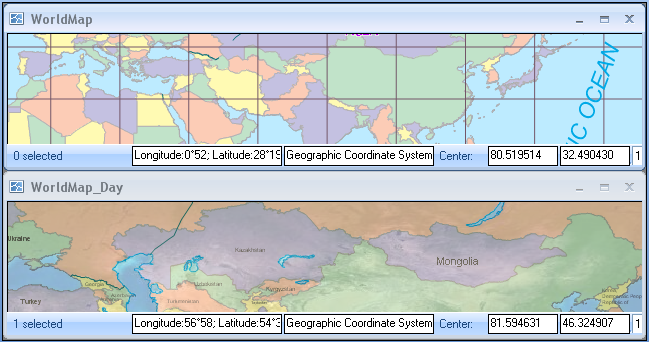 WorldMap
IC OCEAN
0 selected Longitude:0°52; Latitude:28°19 Geographic Coordinate System Center: 80.519514 32.490430 1
WorldMap_Day
Ukraine
Kazakhstan
Mongolia
Georgia
Uzbekistan
Kyrgyzstan
Turkey
Turkmenistan
1 selected Longitude:56°58; Latitude:54°3 Geographic Coordinate System Center: 81.594631 46.324907 1